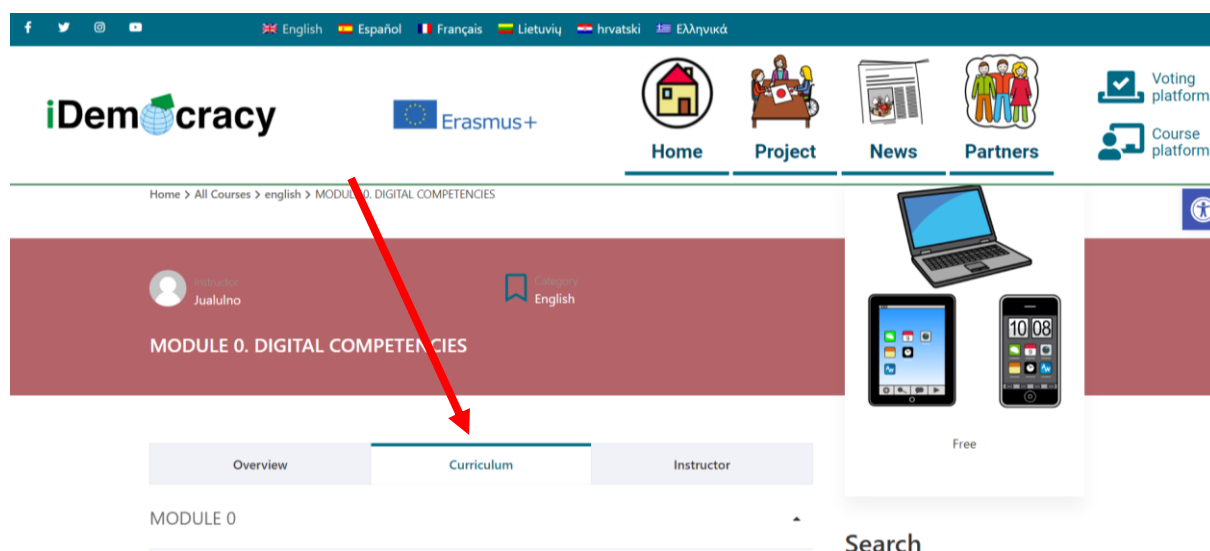 English Español Français Lietuvių hrvatski Ελληνικά
iDemocracy
Erasmus+
Home Project News Partners
Voting platform
Course platform
Home > All Courses > english > MODULE 0. DIGITAL COMPETENCIES
Instructor
Jualulno
Category
English
MODULE 0. DIGITAL COMPETENCIES
10 08
Free
Overview Curriculum Instructor
MODULE 0
Search